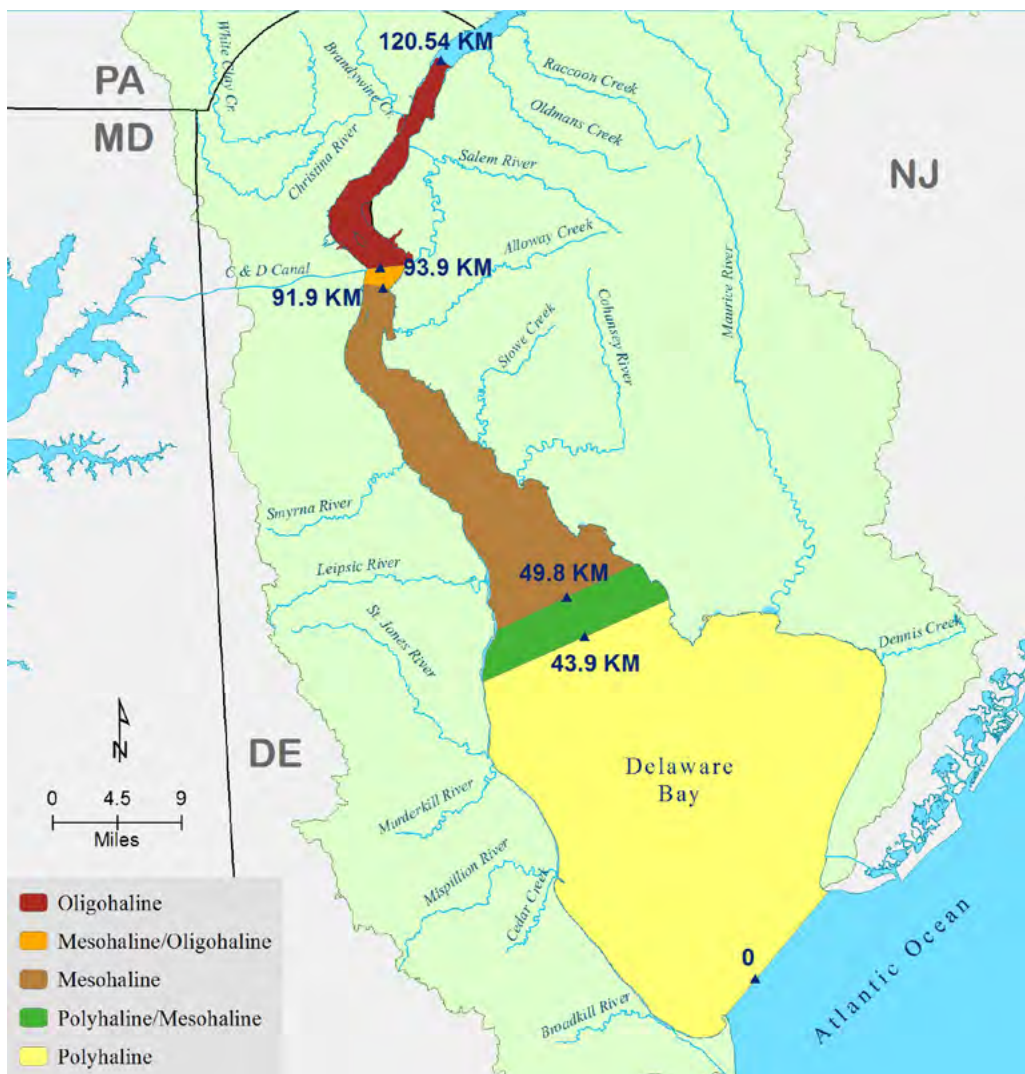 120.54 KM
White Clay Cr.
Brandywine Cr.
Raccoon Creek
PA
Oldmans Creek
MD
Christina River
Salem River
NJ
Alloway Creek
C & D Canal
93.9 KM
91.9 KM
Maurice River
Cohansey River
Stowe Creek
Smyrna River
Leipsic River
49.8 KM
St. Jones River
Dennis Creek
43.9 KM
N
DE
Delaware
Bay
0 4.5 9
Miles
Murderkill River
Mispillion River
Cedar Creek
Oligohaline
Mesohaline/Oligohaline
Mesohaline
Polyhaline/Mesohaline
Polyhaline
0
Atlantic Ocean
Broadkill River